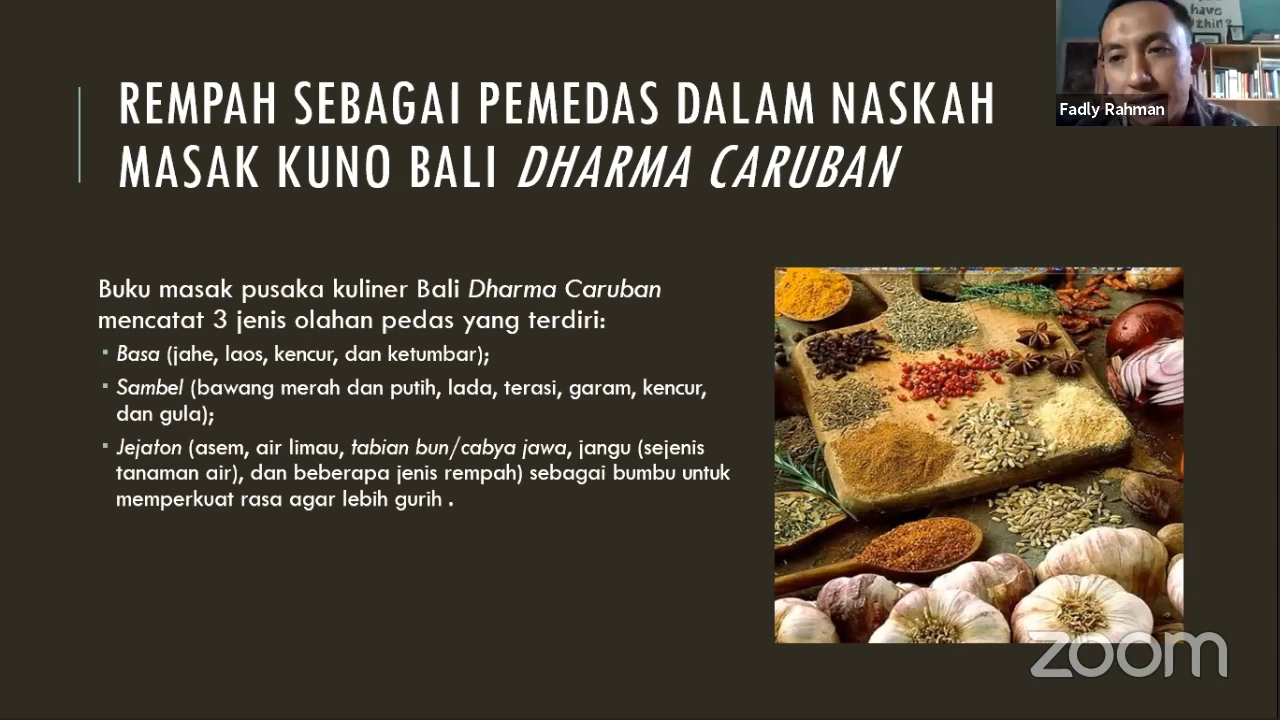 have
thin?
Fadly Rahman
REMPAH SEBAGAI PEMEDAS DALAM NASKAH
MASAK KUNO BALI DHARMA CARUBAN
Buku masak pusaka kuliner Bali Dharma Caruban
mencatat 3 jenis olahan pedas yang terdiri:
▪ Basa (jahe, laos, kencur, dan ketumbar);
▪ Sambel (bawang merah dan putih, lada, terasi, garam, kencur,
dan gula);
▪ Jejaton (asem, air limau, tabian bun/cabya jawa, jangu (sejenis
tanaman air), dan beberapa jenis rempah) sebagai bumbu untuk
memperkuat rasa agar lebih gurih .
zoom